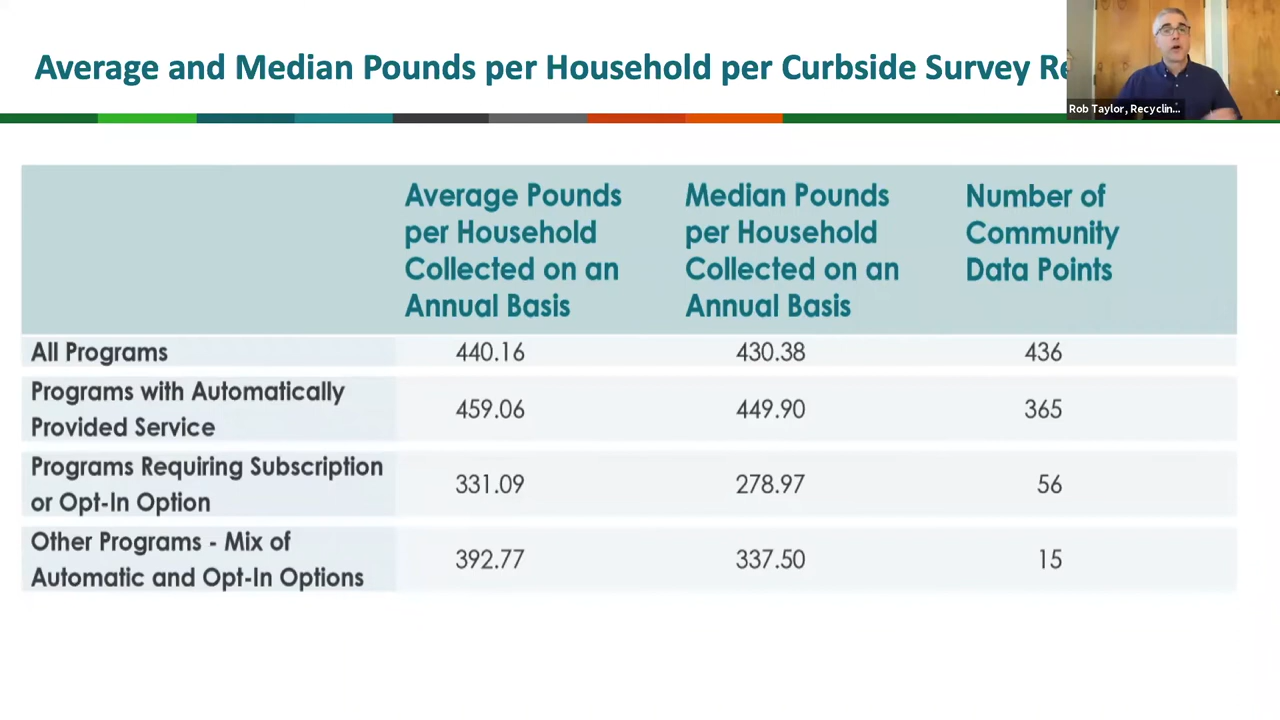 Average and Median Pounds per Household per Curbside Survey
Rob Taylor, Recyclin...
Average Pounds
per Household
Collected on an
Annual Basis
Median Pounds
per Household
Collected on an
Annual Basis
Number of
Community
Data Points
All Programs 440.16 430.38 436
Programs with Automatically
Provided Service 459.06 449.90 365
Programs Requiring Subscription
or Opt-In Option 331.09 278.97 56
Other Programs - Mix of
Automatic and Opt-In Options 392.77 337.50 15